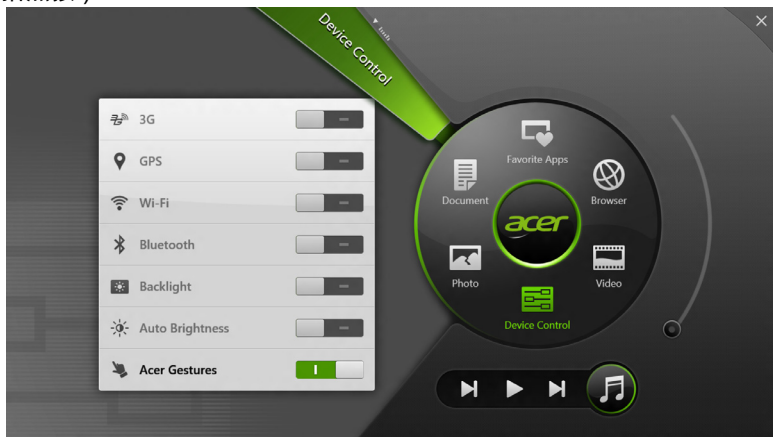 Device Control
3G
GPS
Wi-Fi
Bluetooth
Backlight
Auto Brightness
Acer Gestures
Favorite Apps
Document
Browser
acer
Photo
Video
Device Control